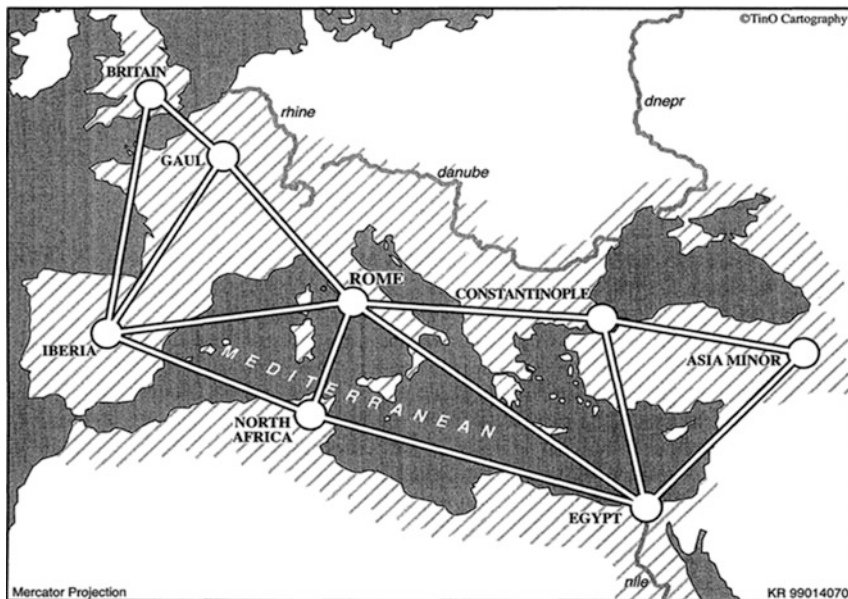 ©TinO Cartography
BRITAIN
rhine
dnepr
GAUL
danube
ROME
CONSTANTINOPLE
IBERIA
ASIA MINOR
MEDITERRANEAN
NORTH
AFRICA
EGYPT
nile
Mercator Projection
KR 99014070